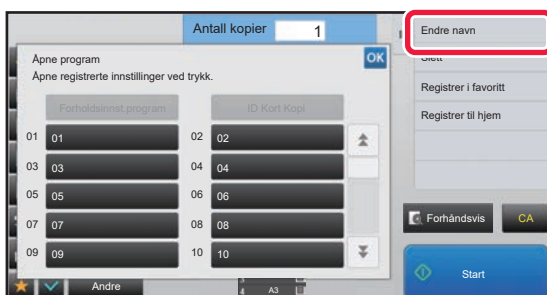 Antall kopier 1
Endre navn
Åpne program
OK
Slett
Åpne registrerte innstillinger ved trykk.
Registrer i favoritt
Forholdsinnst.program ID Kort Kopi
Registrer til hjem
01 01 02 02
03 03 04 04
05 05 06 06
07 07 08 08
Forhåndsvis CA
09 09 10 10
Start
Andre
4 A3